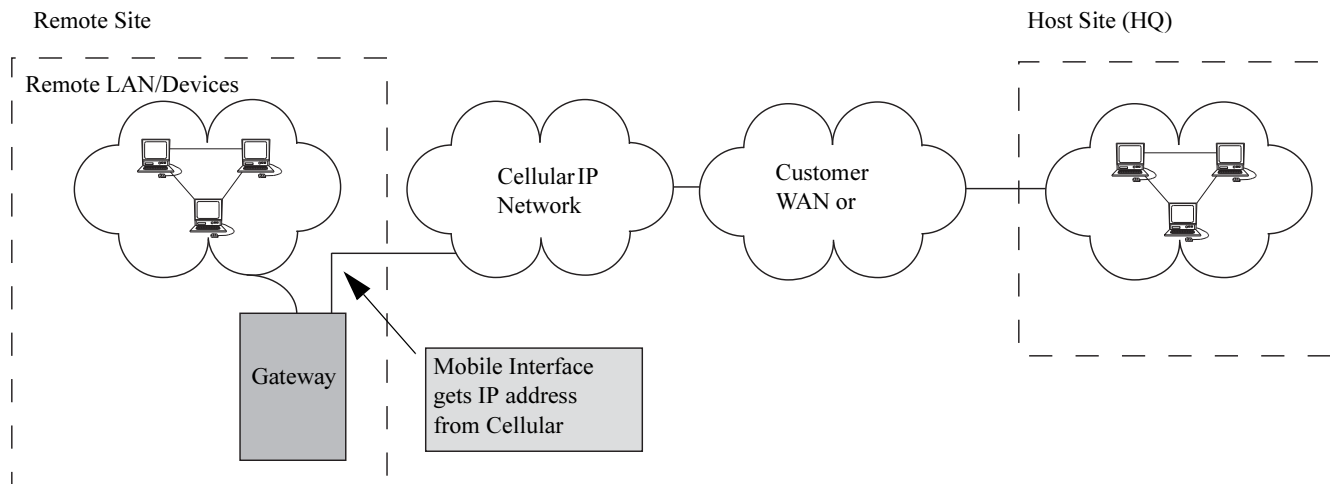 Remote Site
Host Site (HQ)
Remote LAN/Devices
Cellular IP
Network
Customer
WAN or
Gateway
Mobile Interface
gets IP address
from Cellular